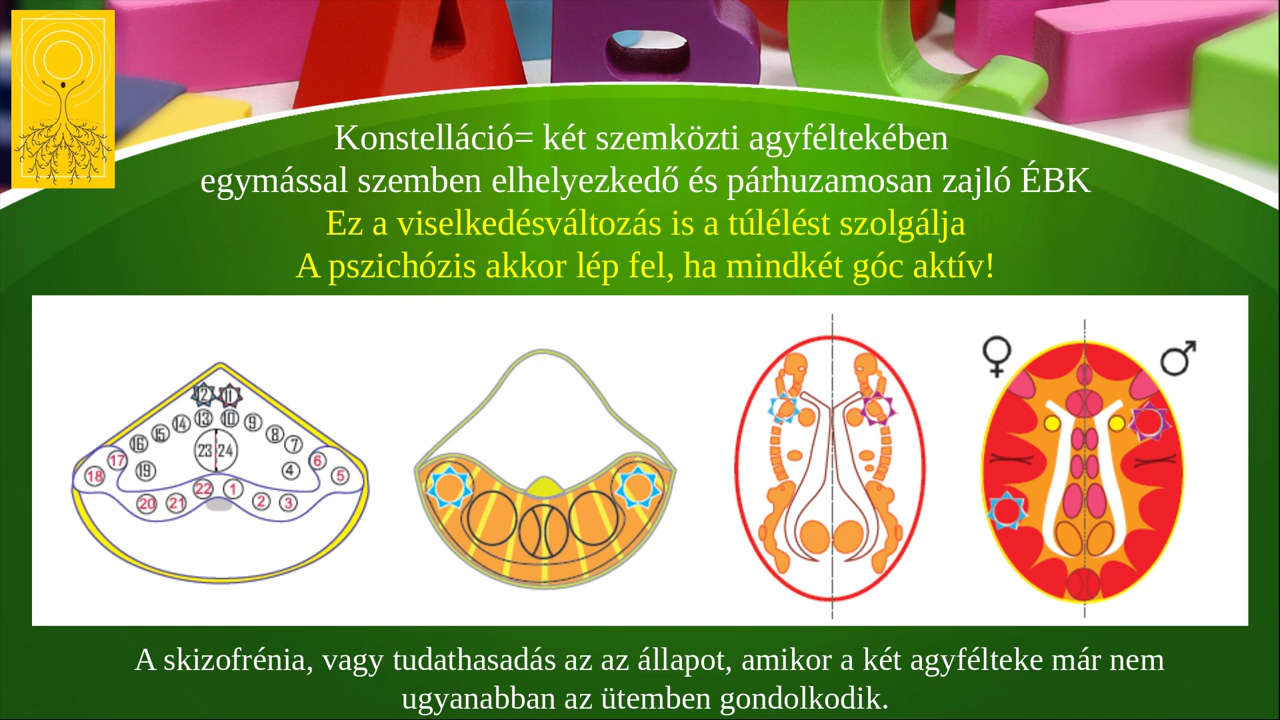 Konstelláció= két szemközti agyféltekében
egymással szemben elhelyezkedő és párhuzamosan zajló ÉBK
Ez a viselkedésváltozás is a túlélést szolgálja
A pszichózis akkor lép fel, ha mindkét góc aktív!
12 11
14 13 10 9
16 15 8 7
17 23 24 6
18 19 4 5
20 21 22 1 2 3
♀ ♂
A skizofrénia, vagy tudathasadás az az állapot, amikor a két agyfélteke már nem
ugyanabban az ütemben gondolkodik.